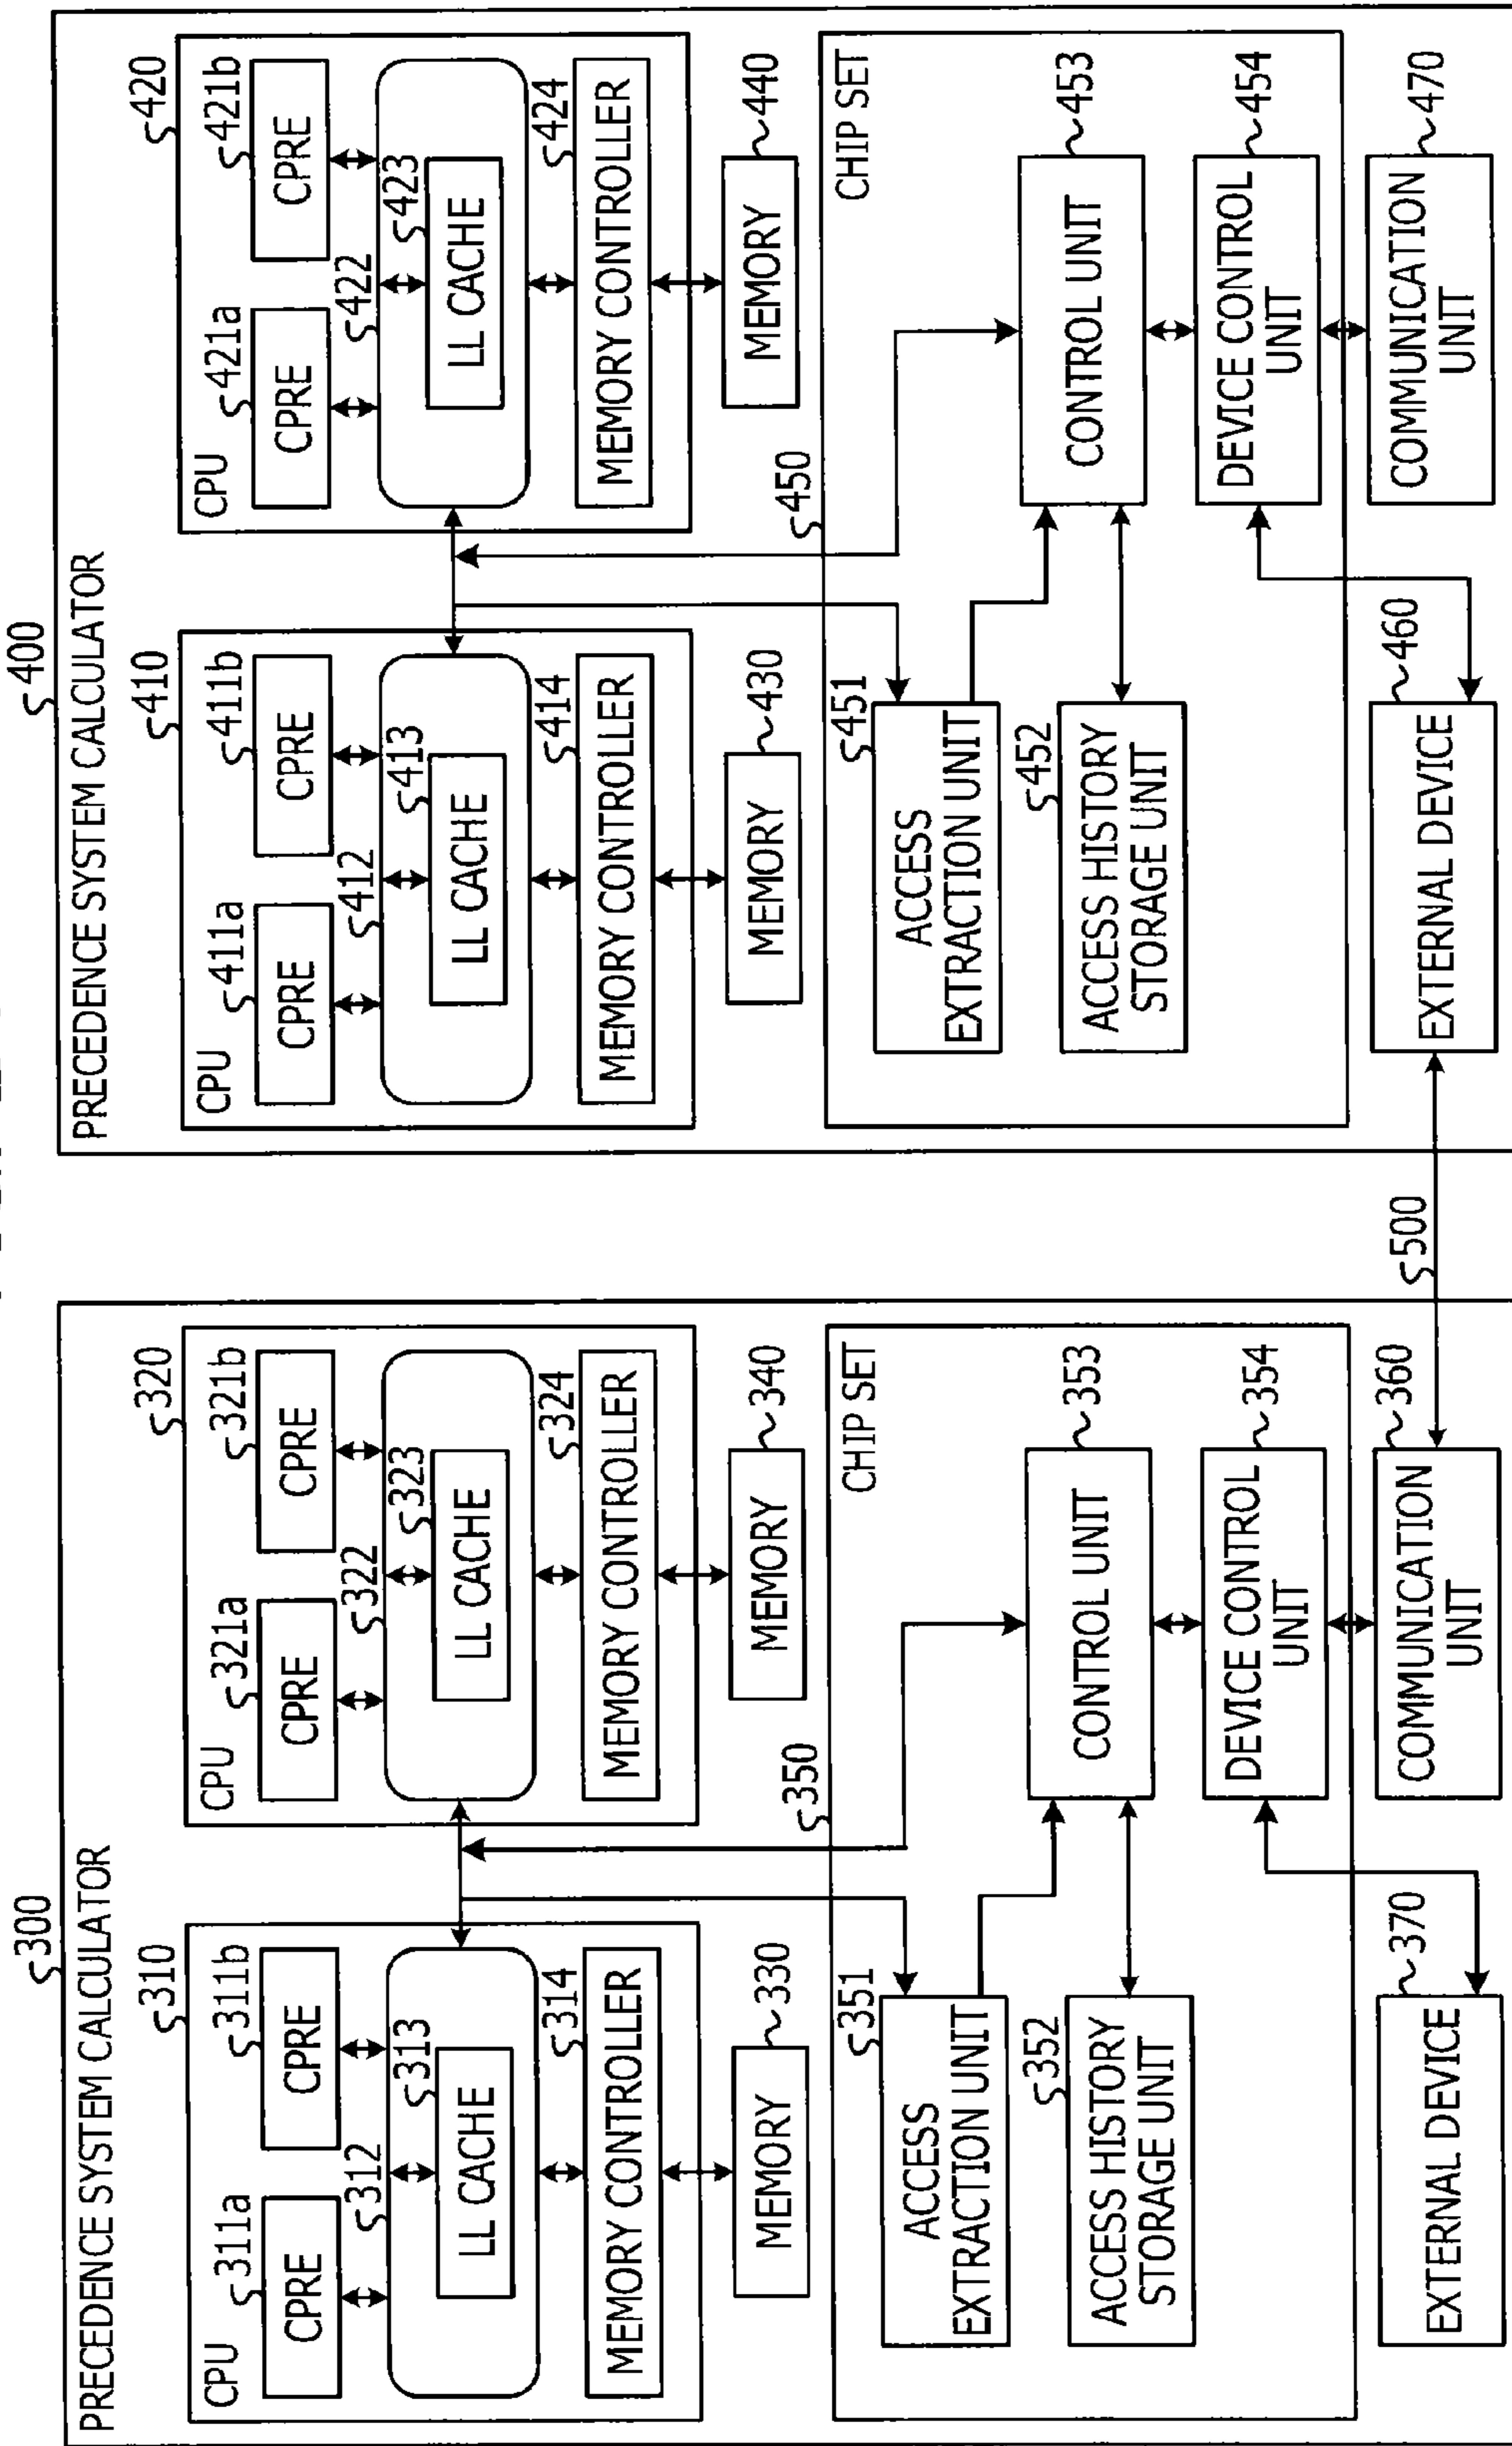 300
PRECEDENCE SYSTEM CALCULATOR
310
CPU
311a
CPRE
311b
CPRE
312
313
LL CACHE
314
MEMORY CONTROLLER
330
MEMORY
320
CPU
321a
CPRE
321b
CPRE
322
323
LL CACHE
324
MEMORY CONTROLLER
340
MEMORY
350
CHIP SET
351
ACCESS
EXTRACTION UNIT
352
ACCESS HISTORY
STORAGE UNIT
353
CONTROL UNIT
354
DEVICE CONTROL
UNIT
370
EXTERNAL DEVICE
360
COMMUNICATION
UNIT
500
400
PRECEDENCE SYSTEM CALCULATOR
410
CPU
411a
CPRE
411b
CPRE
412
413
LL CACHE
414
MEMORY CONTROLLER
430
MEMORY
420
CPU
421a
CPRE
421b
CPRE
422
423
LL CACHE
424
MEMORY CONTROLLER
440
MEMORY
450
CHIP SET
451
ACCESS
EXTRACTION UNIT
452
ACCESS HISTORY
STORAGE UNIT
453
CONTROL UNIT
454
DEVICE CONTROL
UNIT
460
EXTERNAL DEVICE
470
COMMUNICATION
UNIT